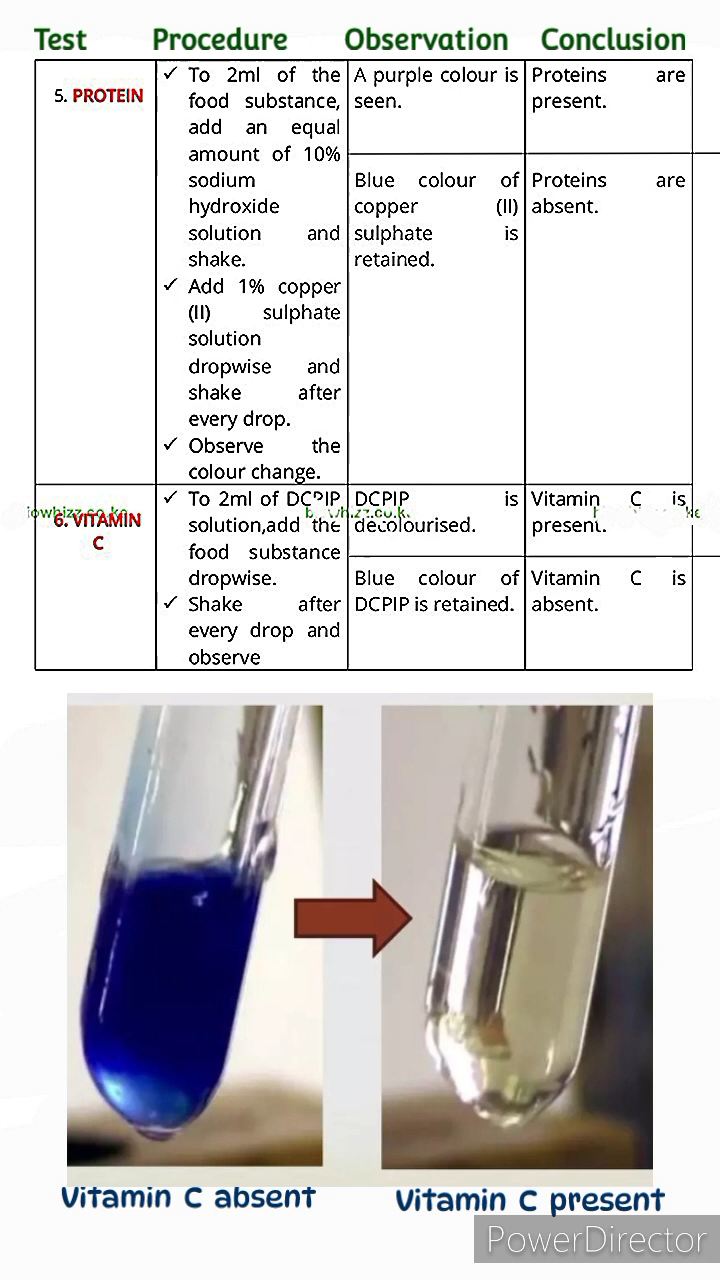 Test Procedure Observation Conclusion
5. PROTEIN
✓ To 2ml of the
food substance,
add an equal
amount of 10%
sodium
hydroxide
solution and
shake.
✓ Add 1% copper
(II) sulphate
solution
dropwise and
shake after
every drop.
✓ Observe the
colour change.
A purple colour is
seen.
Proteins are
present.
Blue colour of
copper (II)
sulphate is
retained.
Proteins are
absent.
6. VITAMIN
C
✓ To 2ml of DCPIP
solution,add the
food substance
dropwise.
✓ Shake after
every drop and
observe
DCPIP is
decolourised.
Vitamin C is
present.
Blue colour of
DCPIP is retained.
Vitamin C is
absent.
Vitamin C absent
Vitamin C present
PowerDirector